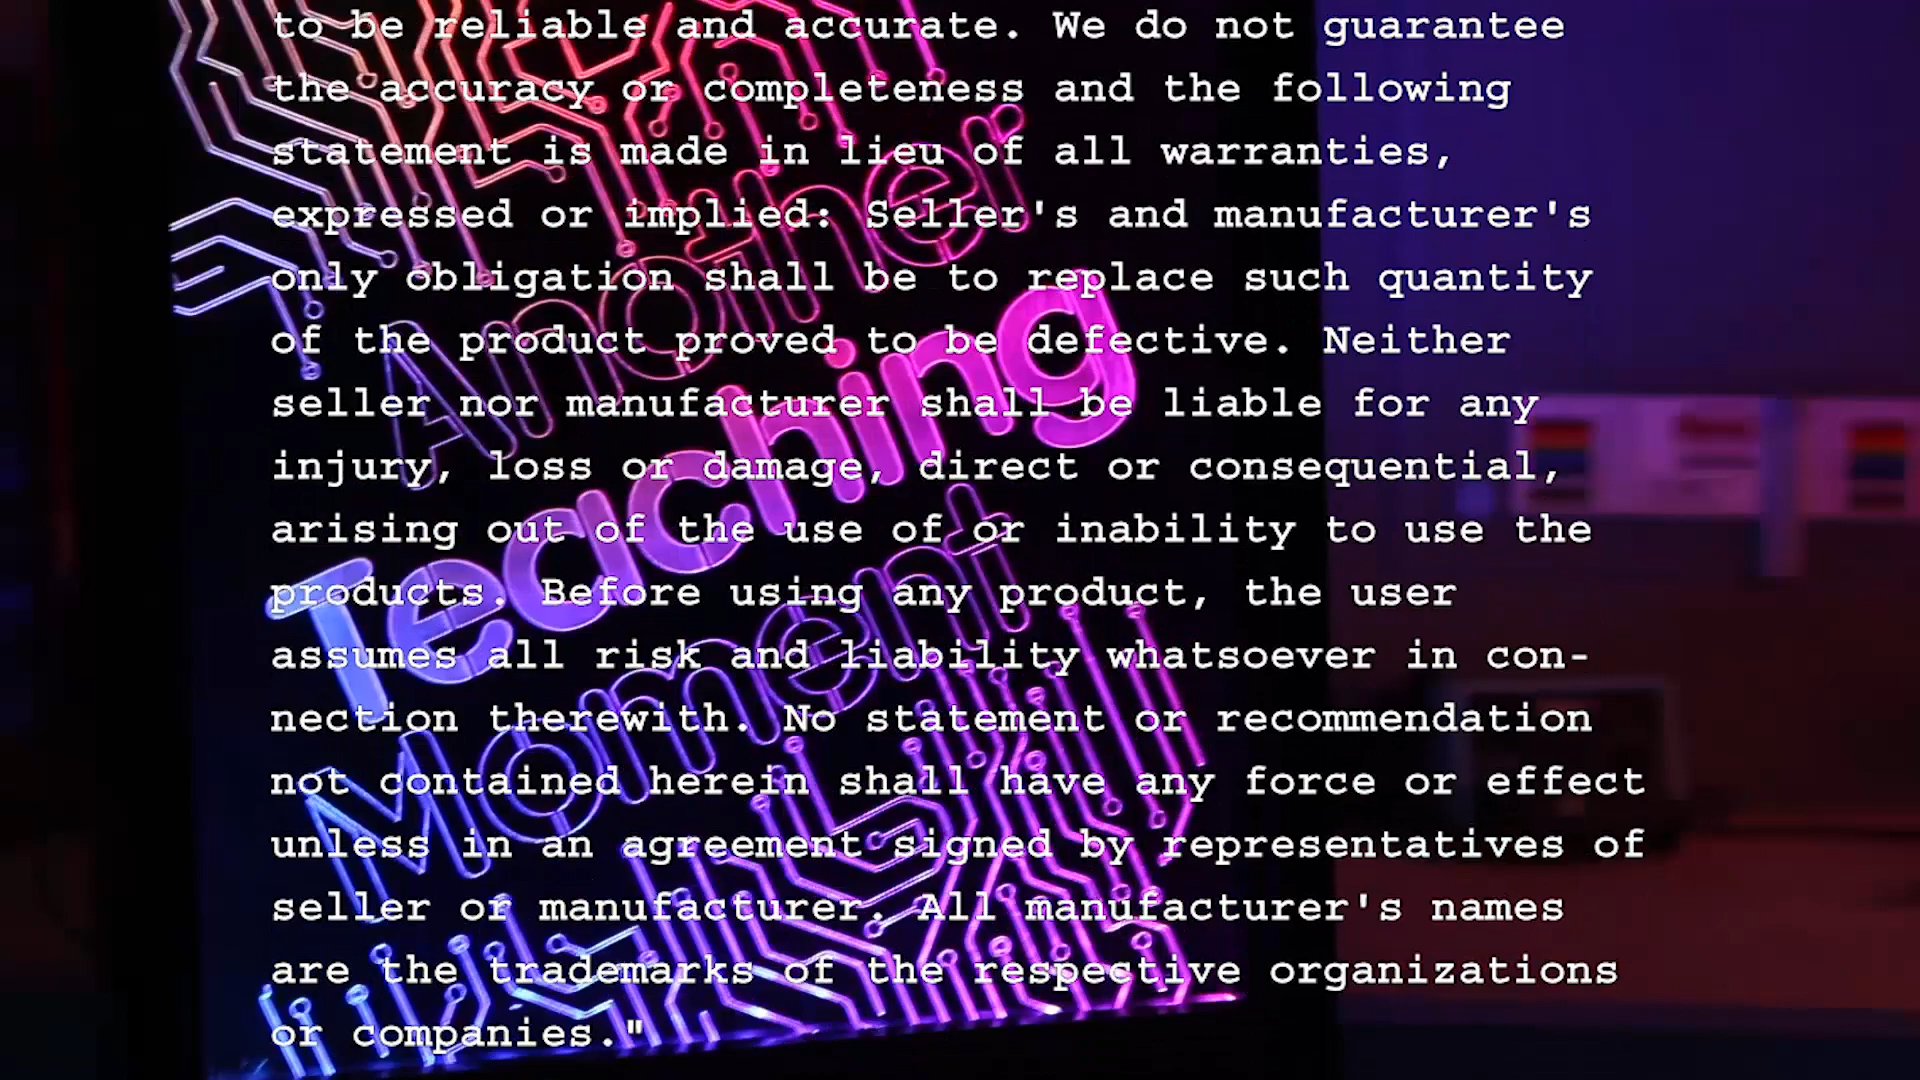 to be reliable and accurate. We do not guarantee
the accuracy or completeness and the following
statement is made in lieu of all warranties,
expressed or implied: Seller's and manufacturer's
only obligation shall be to replace such quantity
of the product proved to be defective. Neither
seller nor manufacturer shall be liable for any
injury, loss or damage, direct or consequential,
arising out of the use of or inability to use the
products. Before using any product, the user
assumes all risk and liability whatsoever in con-
nection therewith. No statement or recommendation
not contained herein shall have any force or effect
unless in an agreement signed by representatives of
seller or manufacturer. All manufacturer's names
are the trademarks of the respective organizations
or companies."
Another
Teaching
Moment